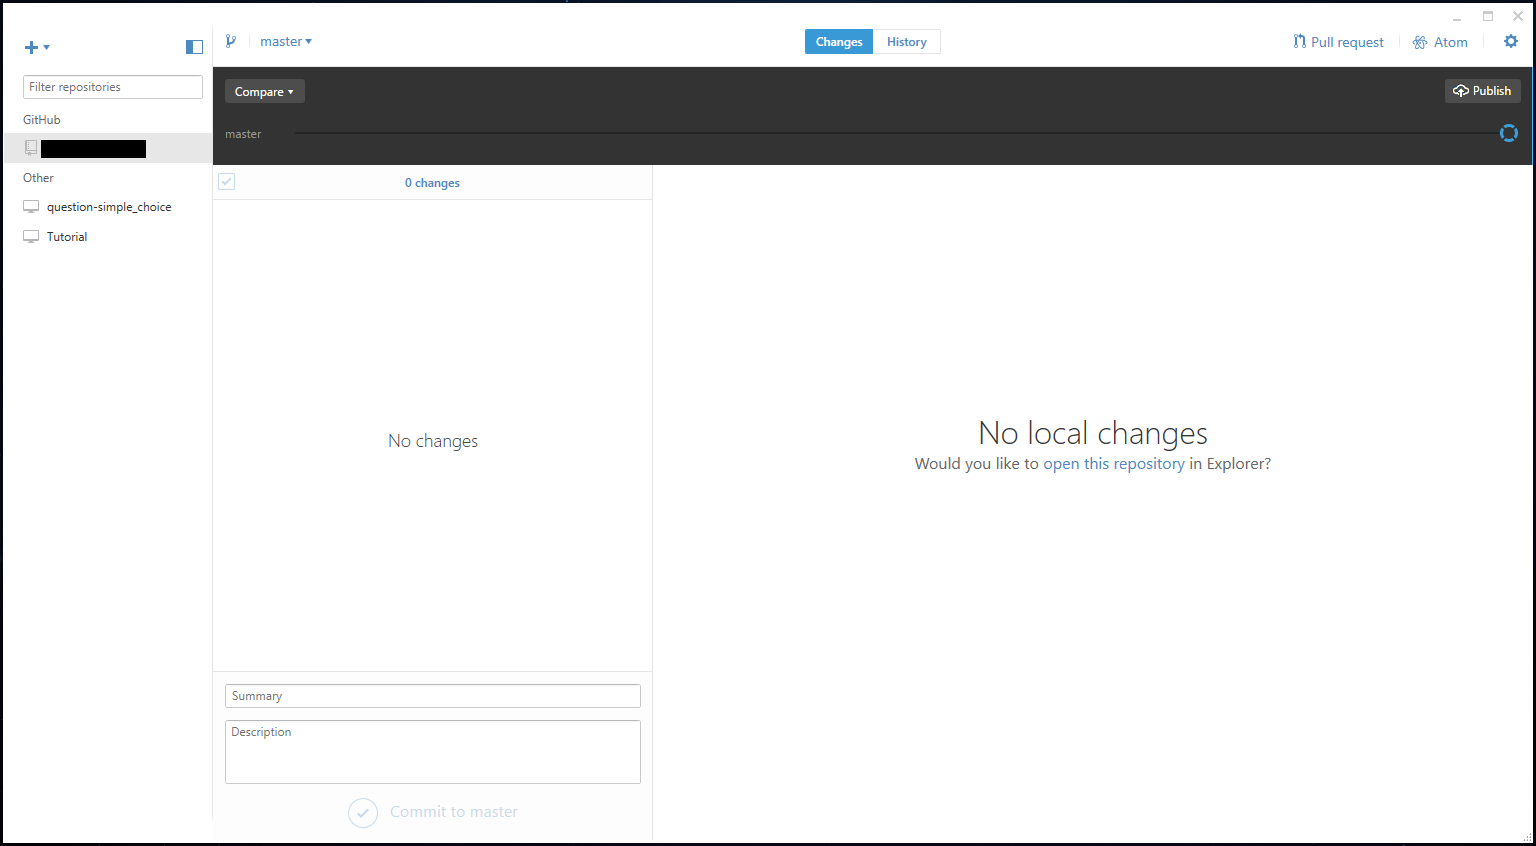 master
Changes
History
Pull request
Atom
Filter repositories
GitHub
Other
question-simple_choice
Tutorial
Compare
Publish
master
0 changes
No changes
Summary
Description
Commit to master
No local changes
Would you like to open this repository in Explorer?